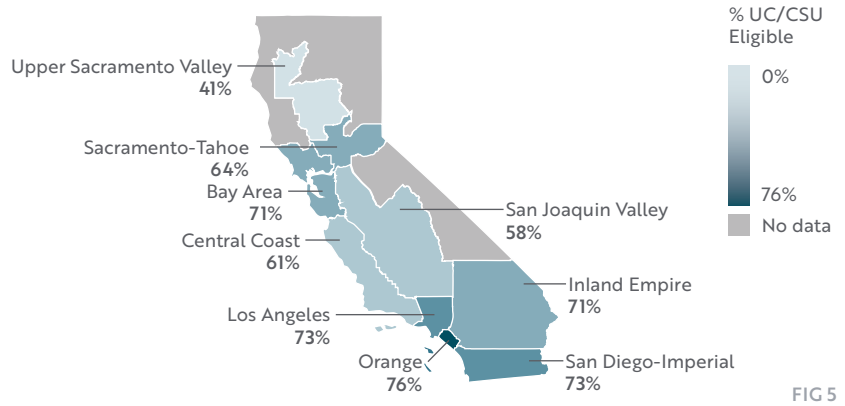 % UC/CSU
Eligible
0%
76%
No data
Upper Sacramento Valley
41%
Sacramento-Tahoe
64%
Bay Area
71%
Central Coast
61%
San Joaquin Valley
58%
Inland Empire
71%
Los Angeles
73%
Orange
76%
San Diego-Imperial
73%
FIG 5